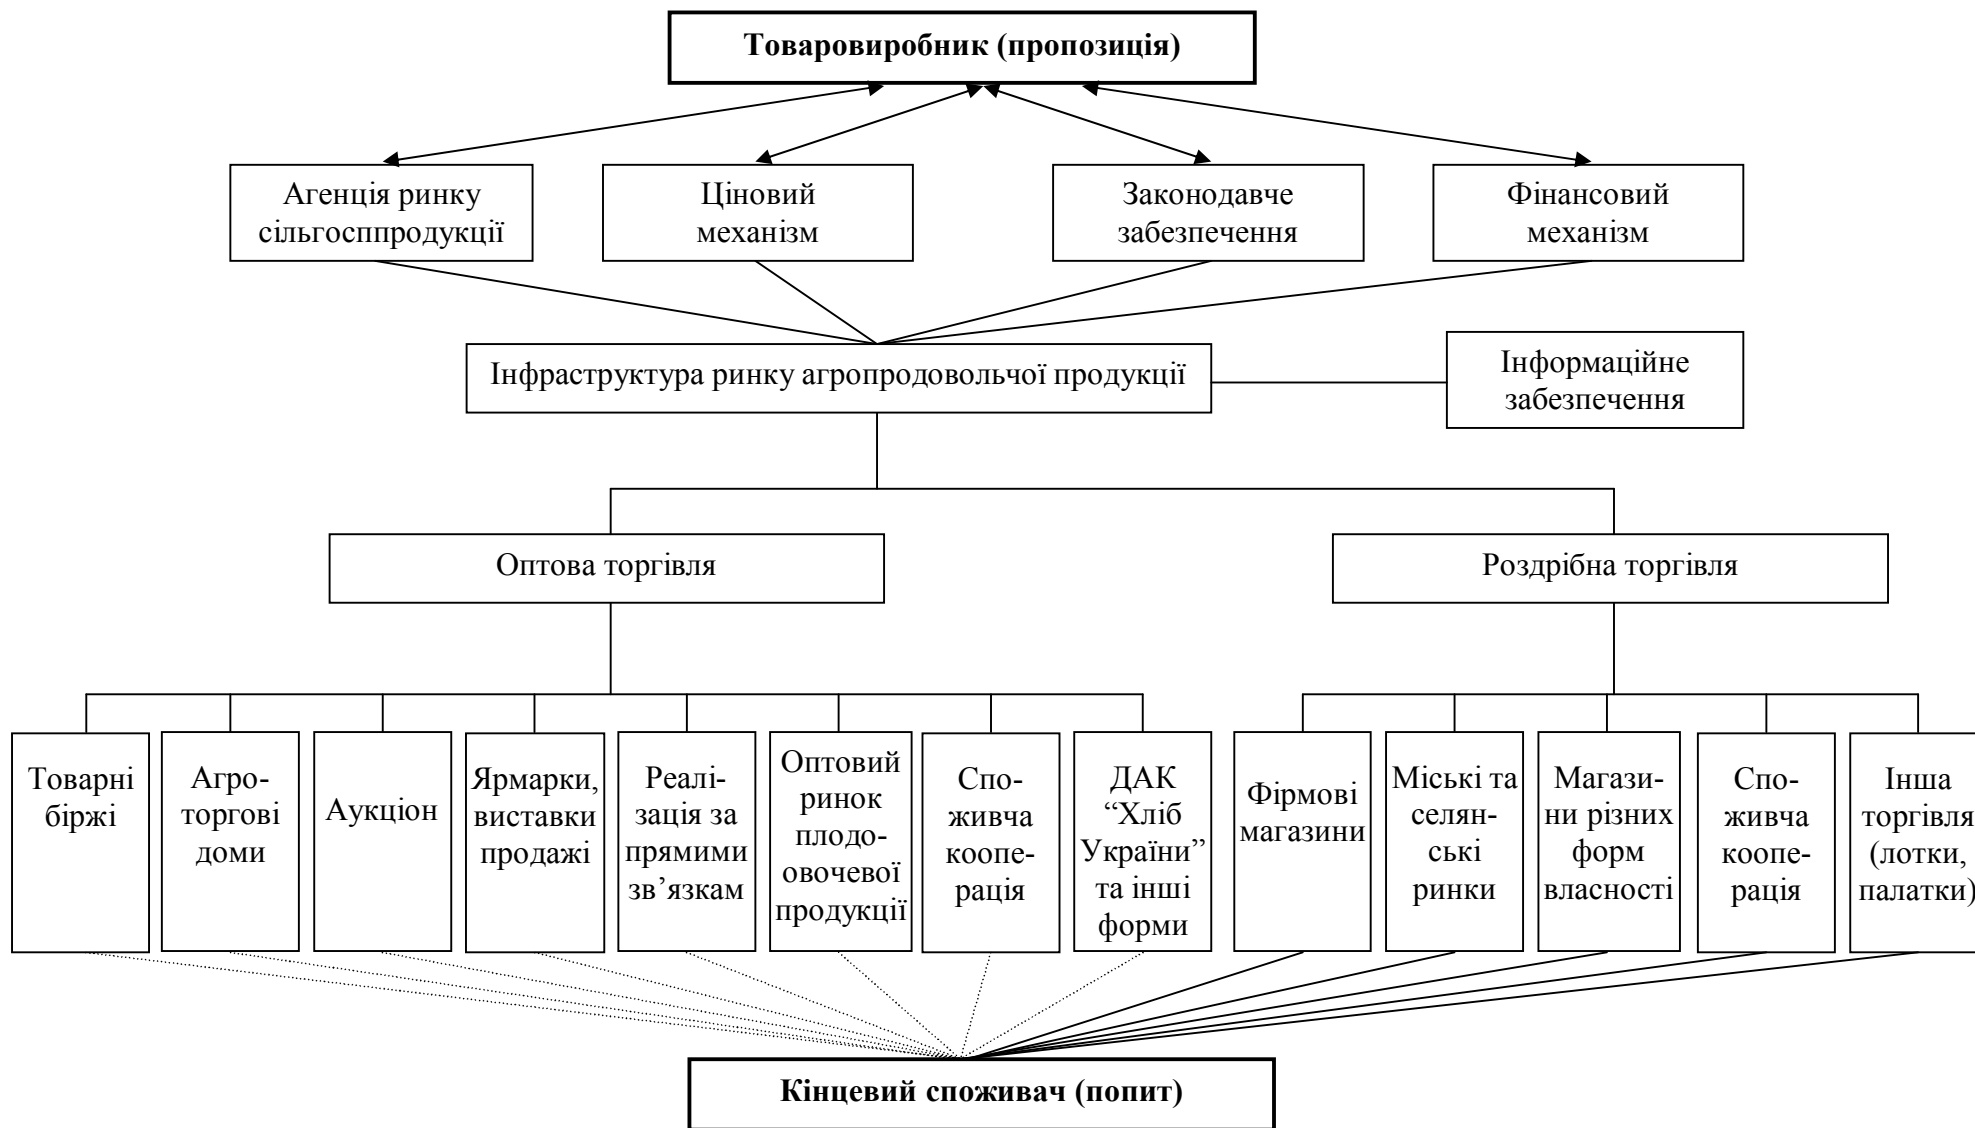 Товаровиробник (пропозиція)
Агенція ринку
сільгосппродукції
Ціновий
механізм
Законодавче
забезпечення
Фінансовий
механізм
Інфраструктура ринку агропродовольчої продукції
Інформаційне
забезпечення
Оптова торгівля
Роздрібна торгівля
Товарні
біржі
Агро-
торгові
доми
Аукціон
Ярмарки,
виставки
продажі
Реалі-
зація за
прямими
зв’язкам
Оптовий
ринок
плодо-
овочевої
продукції
Спо-
живча
коопе-
рація
ДАК
“Хліб
України”
та інші
форми
Фірмові
магазини
Міські та
селян-
ські
ринки
Магази-
ни різних
форм
власності
Спо-
живча
коопе-
рація
Інша
торгівля
(лотки,
палатки)
Кінцевий споживач (попит)